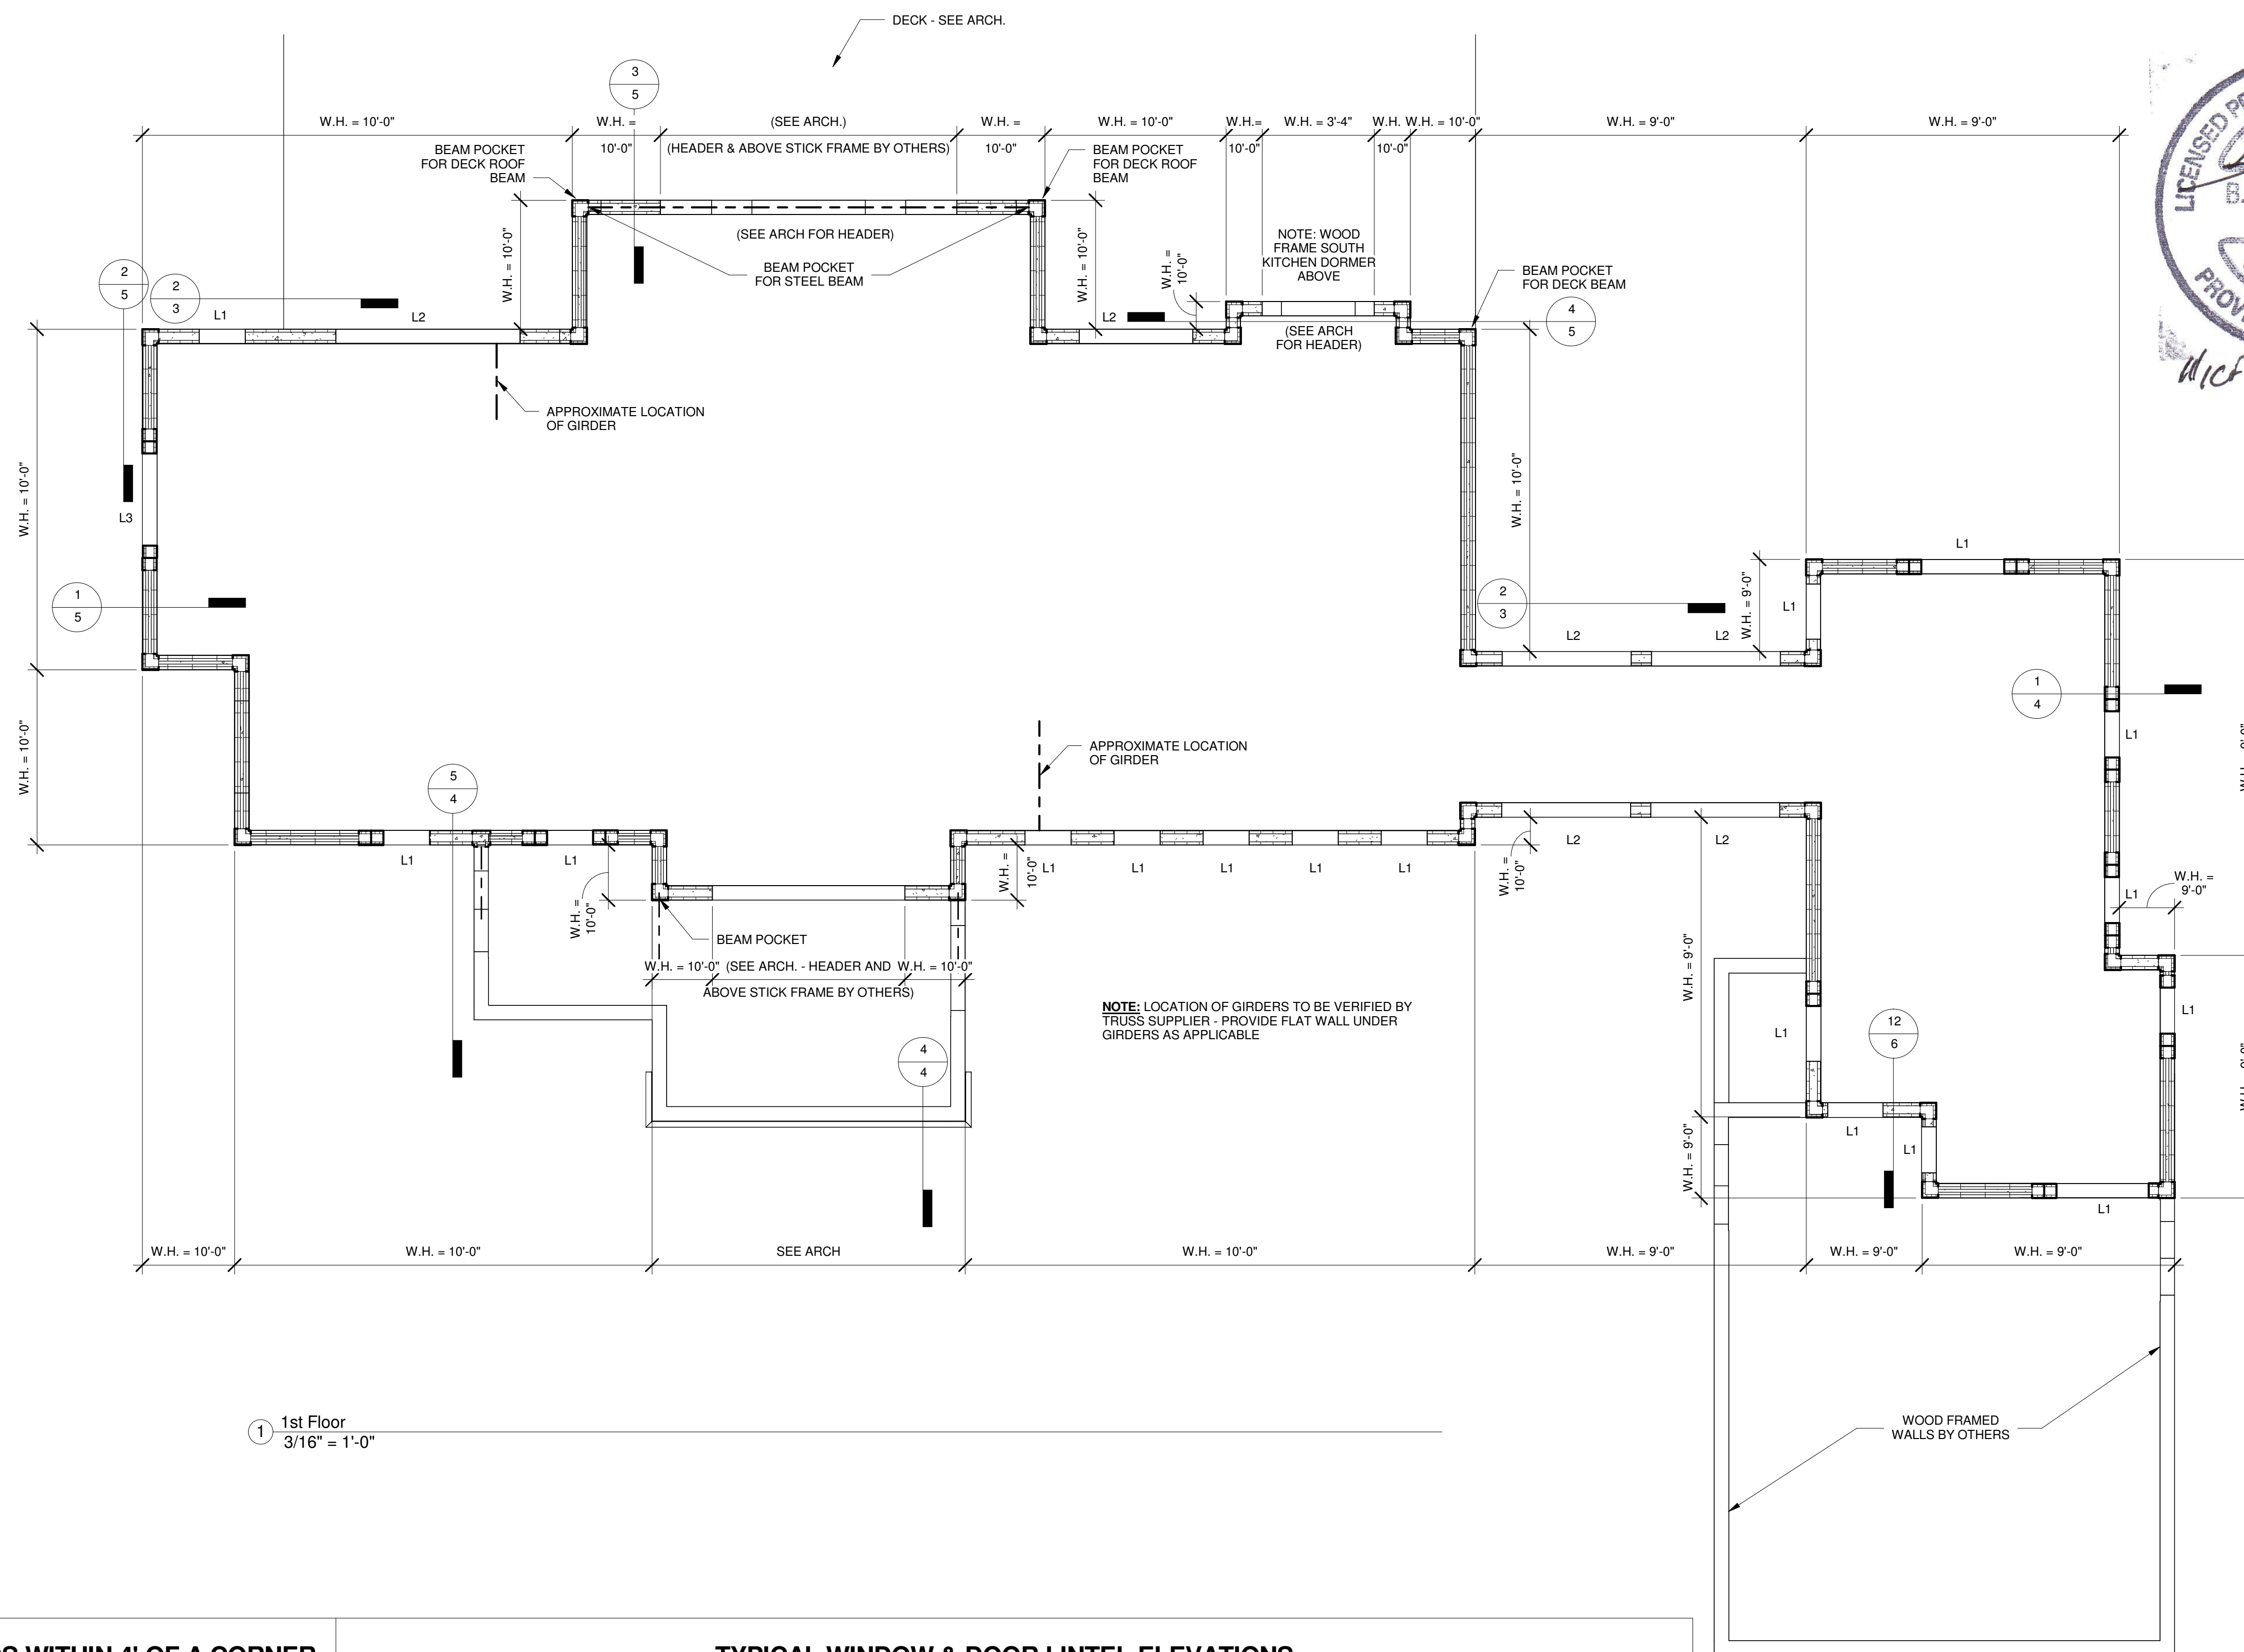 DECK - SEE ARCH.
3
5
W.H. = 10'-0"
W.H. =
10'-0"
(SEE ARCH.)
(HEADER & ABOVE STICK FRAME BY OTHERS)
W.H. =
10'-0"
W.H. = 10'-0"
W.H.=
10'-0"
W.H. = 3'-4"
W.H.
10'-0"
W.H. = 10'-0"
W.H. = 9'-0"
W.H. = 9'-0"
LICENSED
BEAM POCKET
FOR DECK ROOF
BEAM
BEAM POCKET
FOR DECK ROOF
BEAM
W.H. = 10'-0"
(SEE ARCH FOR HEADER)
BEAM POCKET
FOR STEEL BEAM
W.H. = 10'-0"
W.H. =
10'-0"
NOTE: WOOD
FRAME SOUTH
KITCHEN DORMER
ABOVE
BEAM POCKET
FOR DECK BEAM
2
5
2
3
L1
L2
L2
(SEE ARCH
FOR HEADER)
4
5
APPROXIMATE LOCATION
OF GIRDER
W.H. = 10'-0"
L3
W.H. = 10'-0"
1
5
2
3
L2
L2
W.H. = 9'-0"
L1
L1
1
4
L1
W.H. = 10'-0"
5
4
APPROXIMATE LOCATION
OF GIRDER
L1
L1
W.H. =
10'-0"
W.H. =
10'-0"
L1
L1
L1
L1
L1
W.H. =
10'-0"
L2
L2
L1
W.H. =
9'-0"
BEAM POCKET
W.H. = 10'-0"
(SEE ARCH. - HEADER AND
ABOVE STICK FRAME BY OTHERS)
W.H. = 10'-0"
NOTE: LOCATION OF GIRDERS TO BE VERIFIED BY
TRUSS SUPPLIER - PROVIDE FLAT WALL UNDER
GIRDERS AS APPLICABLE
W.H. = 9'-0"
L1
12
6
L1
4
4
W.H. = 9'-0"
L1
L1
L1
W.H. = 10'-0"
W.H. = 10'-0"
SEE ARCH
W.H. = 10'-0"
W.H. = 9'-0"
W.H. = 9'-0"
W.H. = 9'-0"
1
1st Floor
3/16" = 1'-0"
WOOD FRAMED
WALLS BY OTHERS
WITHIN 4' OF A CORNER
TYPICAL WINDOW & DOOR LINTEL ELEVATIONS